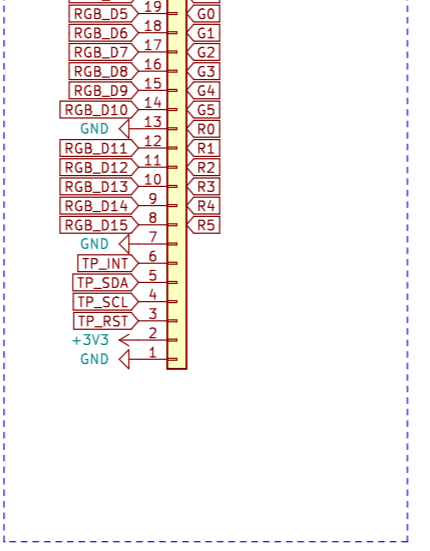 RGB_D5 19 G0
RGB_D6 18 G1
RGB_D7 17 G2
RGB_D8 16 G3
RGB_D9 15 G4
RGB_D10 14 G5
GND 13 R0
RGB_D11 12 R1
RGB_D12 11 R2
RGB_D13 10 R3
RGB_D14 9 R4
RGB_D15 8 R5
GND 7
TP_INT 6
TP_SDA 5
TP_SCL 4
TP_RST 3
+3V3 2
GND 1